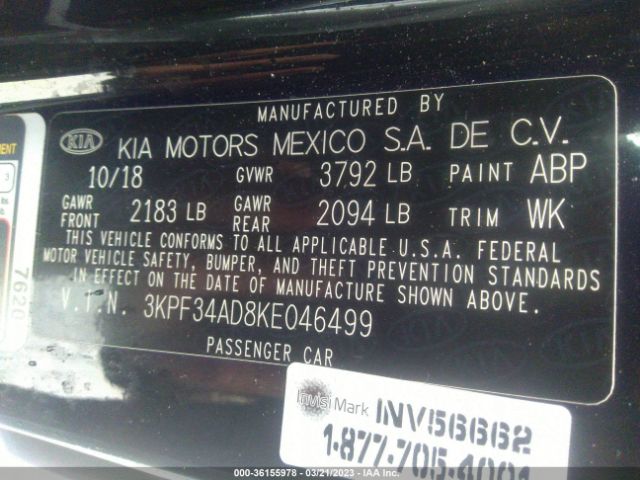 MANUFACTURED BY
KIA KIA MOTORS MEXICO S.A. DE C.V.
10/18 GVWR 3792 LB PAINT ABP
GAWR FRONT 2183 LB GAWR REAR 2094 LB TRIM WK
THIS VEHICLE CONFORMS TO ALL APPLICABLE U.S.A. FEDERAL
MOTOR VEHICLE SAFETY, BUMPER, AND THEFT PREVENTION STANDARDS
IN EFFECT ON THE DATE OF MANUFACTURE SHOWN ABOVE.
V.I.N. 3KPF34AD8KE046499
PASSENGER CAR
7620
InvisiMark INV56662
1-877-705-4001
000-36155978 - 03/21/2023 - IAA Inc.